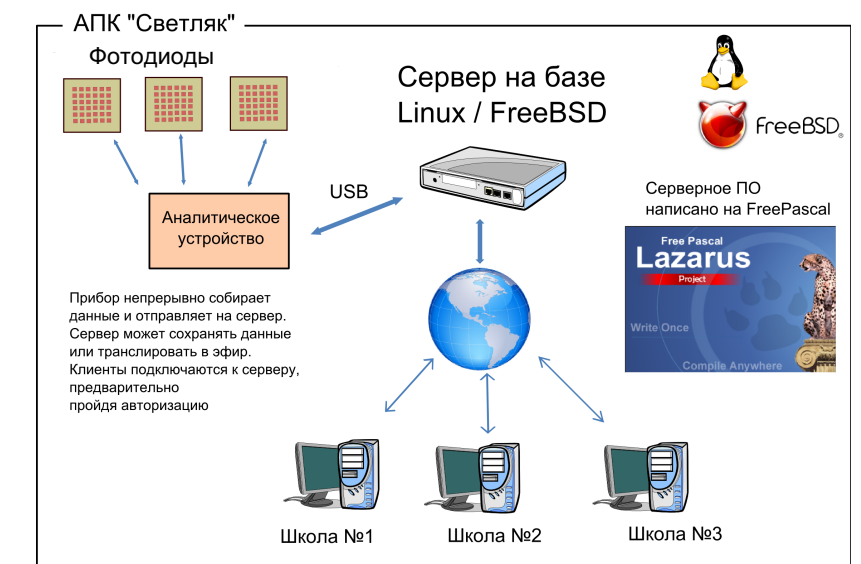 АПК "Светляк"
Фотодиоды
Сервер на базе
Linux / FreeBSD
FreeBSD®
USB
Аналитическое
устройство
Серверное ПО
написано на FreePascal
Free Pascal
Lazarus
Project
Write Once
Compile Anywhere
Прибор непрерывно собирает
данные и отправляет на сервер.
Сервер может сохранять данные
или транслировать в эфир.
Клиенты подключаются к серверу,
предварительно
пройдя авторизацию
Школа №1
Школа №2
Школа №3